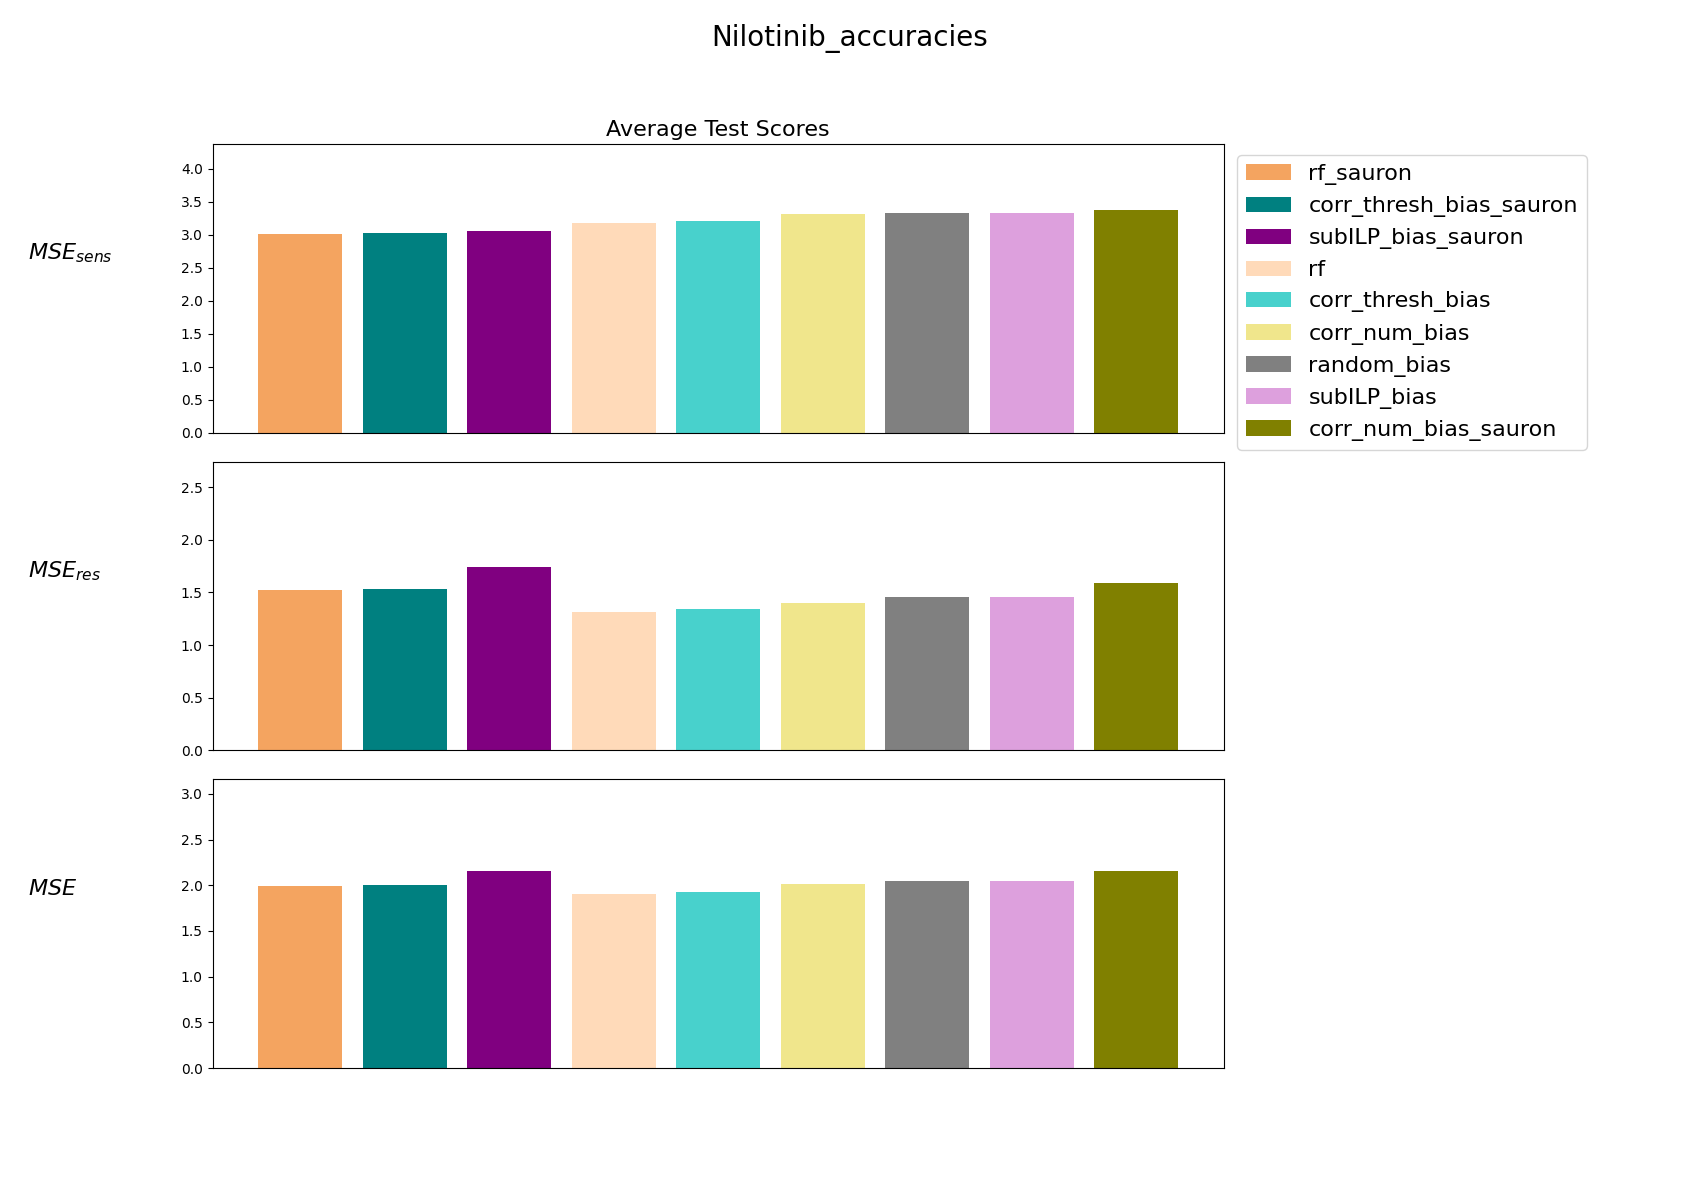 Nilotinib_accuracies
Average Test Scores
MSE_sens
4.0
3.5
3.0
2.5
2.0
1.5
1.0
0.5
0.0
rf_sauron
corr_thresh_bias_sauron
subILP_bias_sauron
rf
corr_thresh_bias
corr_num_bias
random_bias
subILP_bias
corr_num_bias_sauron
MSE_res
2.5
2.0
1.5
1.0
0.5
0.0
MSE
3.0
2.5
2.0
1.5
1.0
0.5
0.0